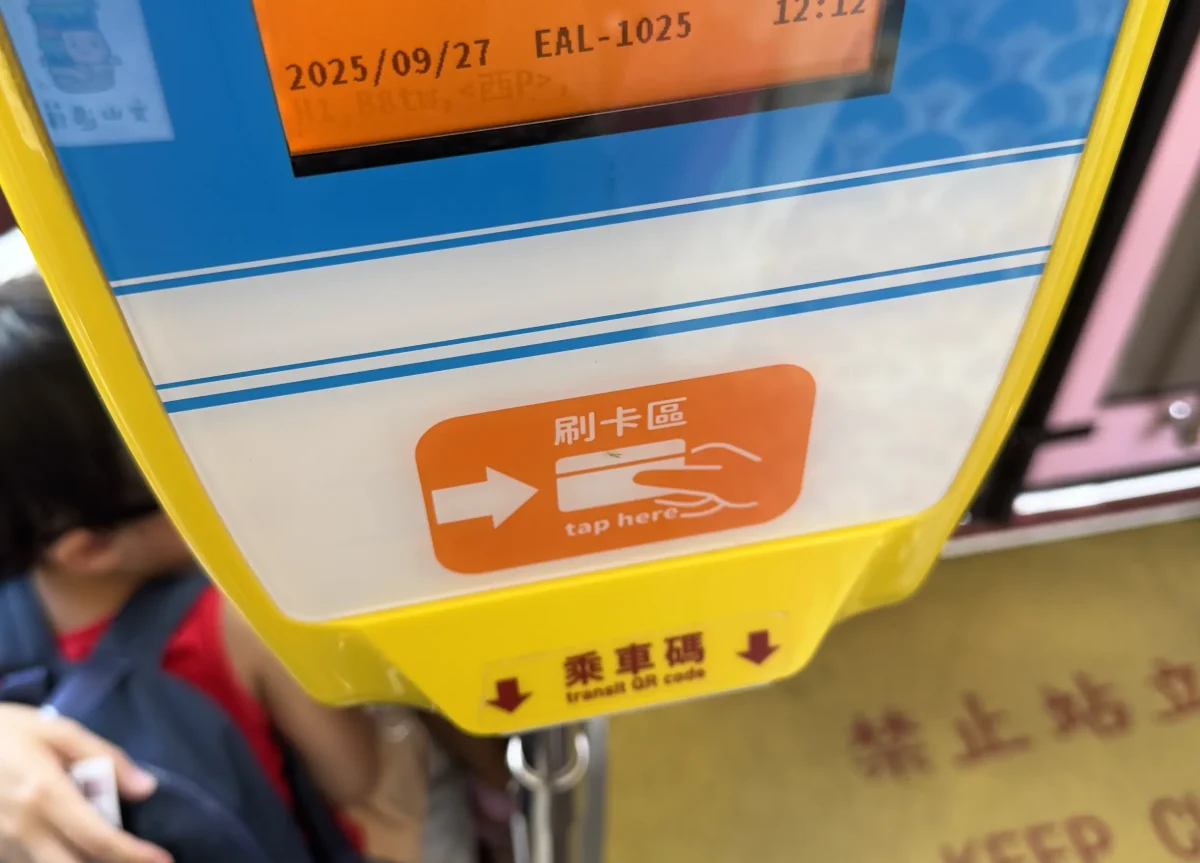 12:12
2025/09/27 EAL-1025
刷卡區
tap here
乘車碼
transit QR code
禁止站立
KEEP C